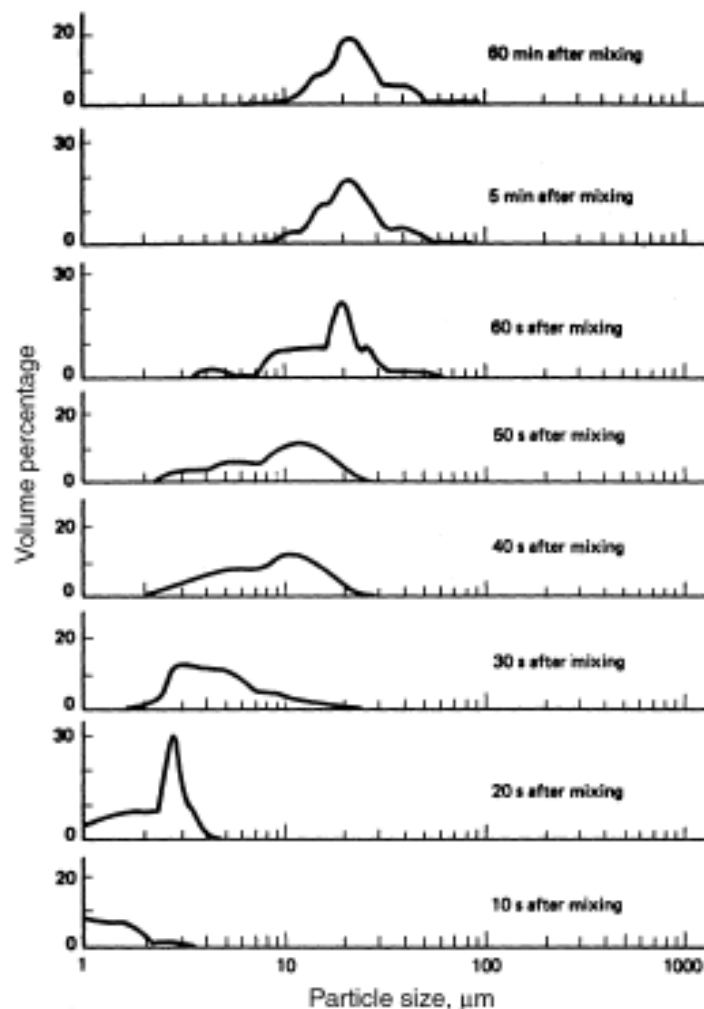 20
60 min after mixing
0
30
5 min after mixing
0
30
60 s after mixing
0
Volume percentage
20
50 s after mixing
0
20
40 s after mixing
0
20
30 s after mixing
0
30
20 s after mixing
0
20
10 s after mixing
0
1 10 100 1000
Particle size, μm